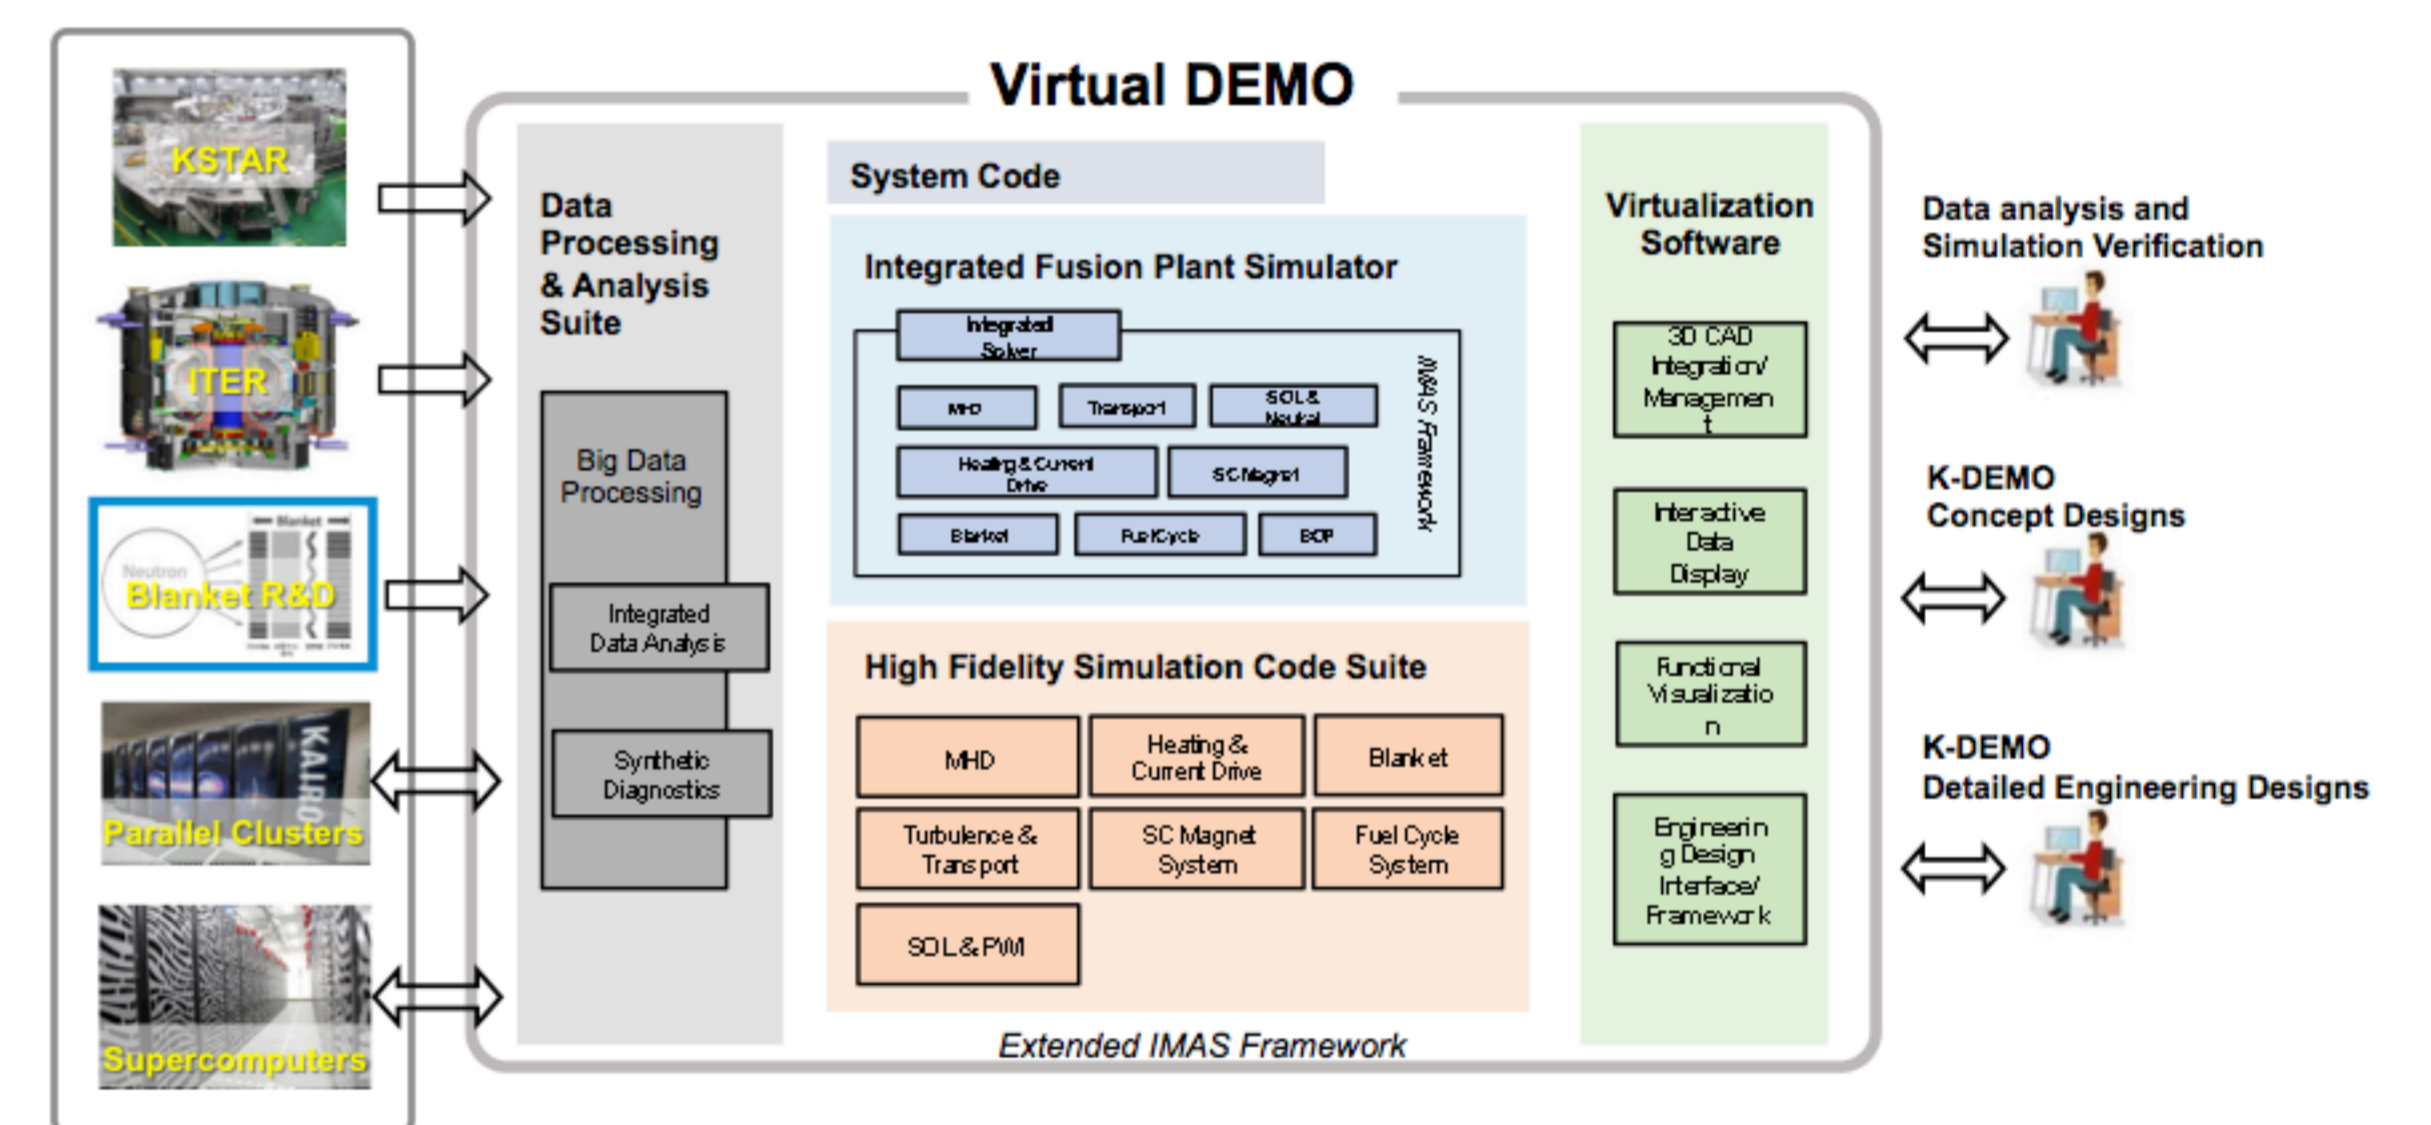 Virtual DEMO
KSTAR
ITER
Blanket
Neutron
Blanket R&D
KAIRO
Parallel Clusters
Supercomputers
Data
Processing
& Analysis
Suite
Big Data
Processing
Integrated
Data Analysis
Synthetic
Diagnostics
System Code
Integrated Fusion Plant Simulator
Integrated
Solver
MHD
Transport
SOL &
Neutral
Heating & Current
Drive
SC Magnet
Blanket
Fuel Cycle
BOP
IMAS Framework
High Fidelity Simulation Code Suite
MHD
Heating &
Current Drive
Blanket
Turbulence &
Transport
SC Magnet
System
Fuel Cycle
System
SOL & PWI
Extended IMAS Framework
Virtualization
Software
3D CAD
Integration/
Managemen
t
Interactive
Data
Display
Functional
Visualizatio
n
Engineerin
g Design
Interface/
Framework
Data analysis and
Simulation Verification
K-DEMO
Concept Designs
K-DEMO
Detailed Engineering Designs